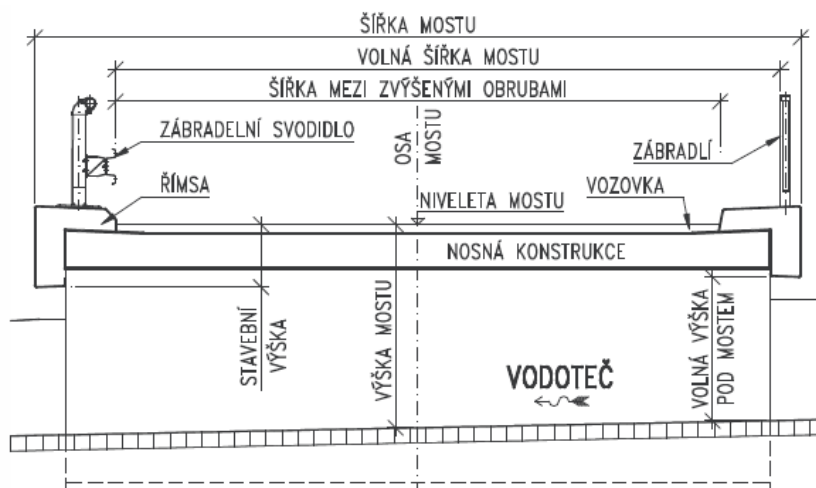 ŠÍŘKA MOSTU
VOLNÁ ŠÍŘKA MOSTU
ŠÍŘKA MEZI ZVÝŠENÝMI OBRUBAMI
ZÁBRADELNÍ SVODIDLO
OSA
MOSTU
ZÁBRADLÍ
ŘÍMSA
NIVELETA MOSTU
VOZOVKA
NOSNÁ KONSTRUKCE
STAVEBNÍ
VÝŠKA
VÝŠKA MOSTU
VODOTEČ
VOLNÁ VÝŠKA
POD MOSTEM